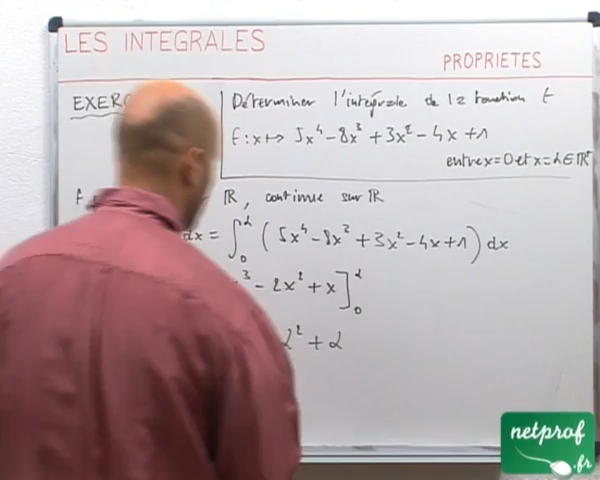 LES INTEGRALES
PROPRIETES
Déterminer l'intégrale de la fonction f
f : x ↦ 5x⁴ - 8x³ + 3x² - 4x + 1
entre x = 0 et x = α ∈ ℝ⁺
ℝ, continue sur ℝ
dx = ∫₀^α (5x⁴ - 8x³ + 3x² - 4x + 1) dx
³ - 2x² + x]₀^α
α² + α
netprof
.fr